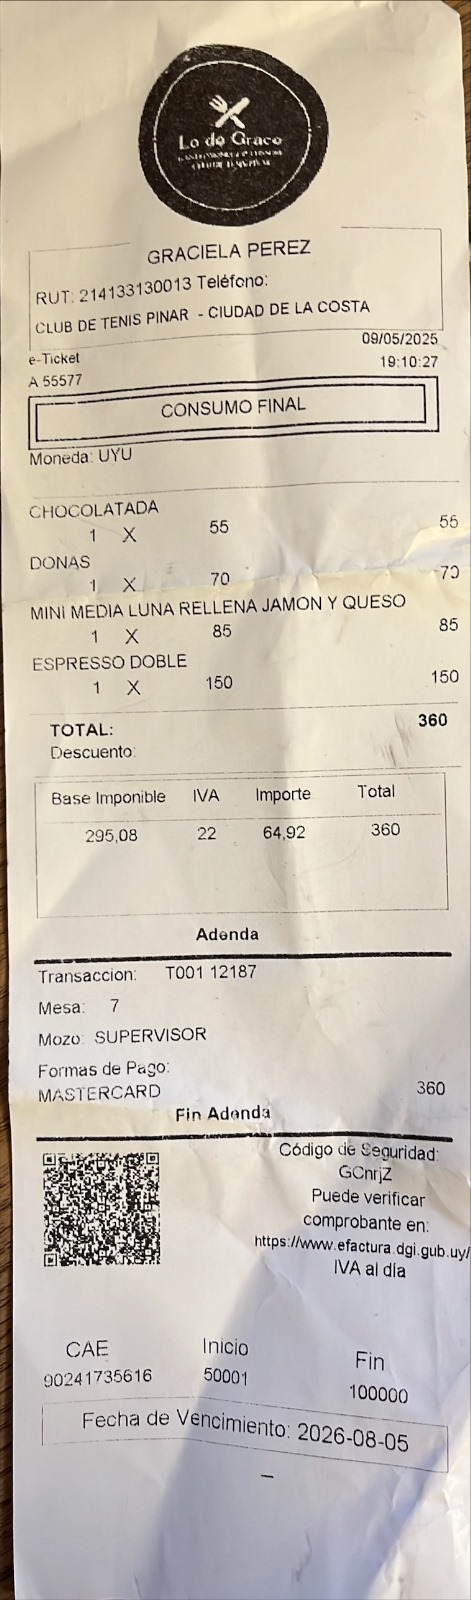 Lo de Grace
GRACIELA PEREZ
RUT: 214133130013 Teléfono:
CLUB DE TENIS PINAR - CIUDAD DE LA COSTA
09/05/2025
e-Ticket
19:10:27
A 55577
CONSUMO FINAL
Moneda: UYU
CHOCOLATADA
1 X 55 55
DONAS
1 X 70 70
MINI MEDIA LUNA RELLENA JAMON Y QUESO
1 X 85 85
ESPRESSO DOBLE
1 X 150 150
TOTAL: 360
Descuento:
Base Imponible IVA Importe Total
295,08 22 64,92 360
Adenda
Transaccion: T001 12187
Mesa: 7
Mozo: SUPERVISOR
Formas de Pago:
MASTERCARD 360
Fin Adenda
Código de Seguridad:
GCnrjZ
Puede verificar
comprobante en:
https://www.efactura.dgi.gub.uy/
IVA al día
CAE Inicio Fin
90241735616 50001 100000
Fecha de Vencimiento: 2026-08-05